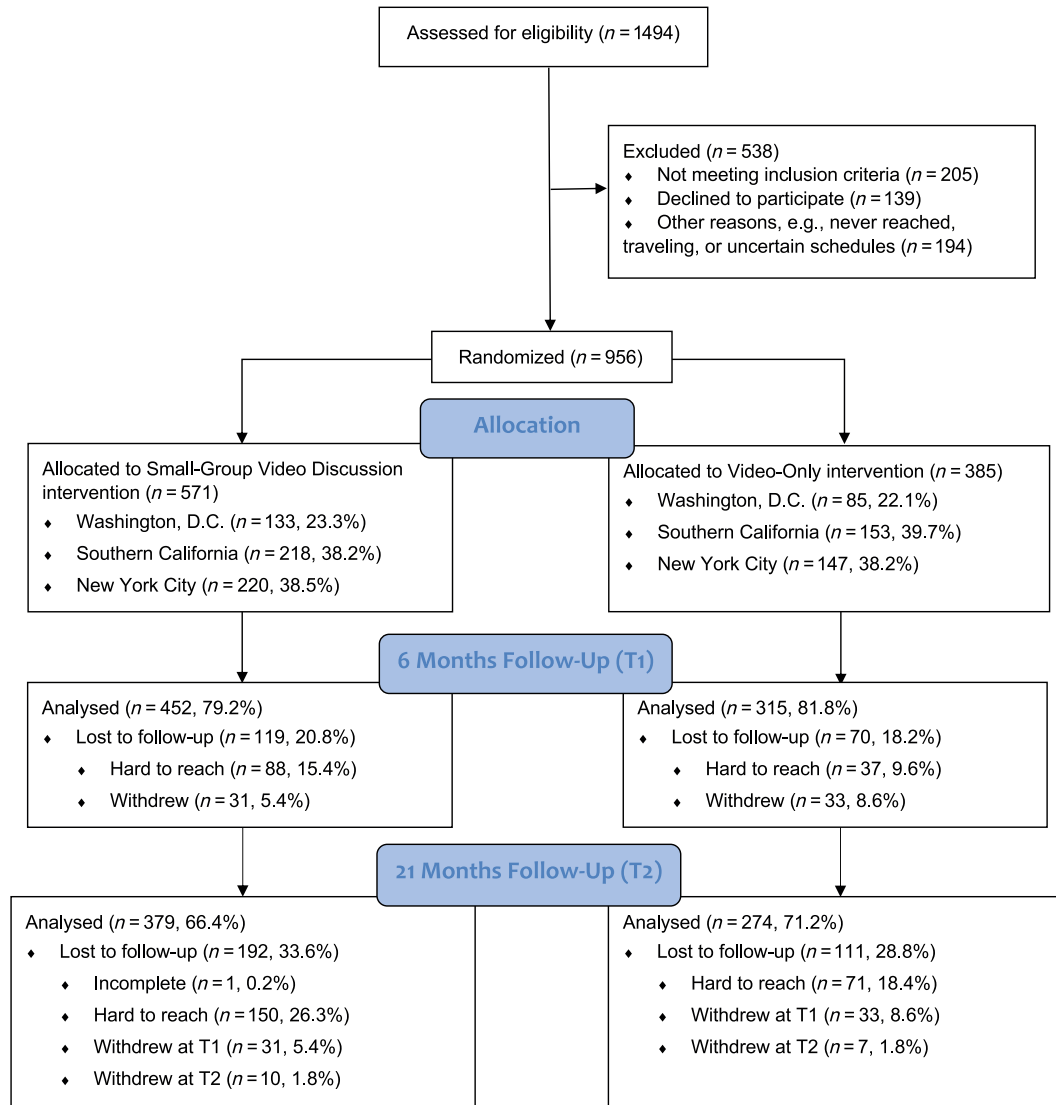 Assessed for eligibility (n = 1494)
Excluded (n = 538)
♦ Not meeting inclusion criteria (n = 205)
♦ Declined to participate (n = 139)
♦ Other reasons, e.g., never reached,
traveling, or uncertain schedules (n = 194)
Randomized (n = 956)
Allocation
Allocated to Small-Group Video Discussion
intervention (n = 571)
♦ Washington, D.C. (n = 133, 23.3%)
♦ Southern California (n = 218, 38.2%)
♦ New York City (n = 220, 38.5%)
Allocated to Video-Only intervention (n = 385)
♦ Washington, D.C. (n = 85, 22.1%)
♦ Southern California (n = 153, 39.7%)
♦ New York City (n = 147, 38.2%)
6 Months Follow-Up (T1)
Analysed (n = 452, 79.2%)
♦ Lost to follow-up (n = 119, 20.8%)
♦ Hard to reach (n = 88, 15.4%)
♦ Withdrew (n = 31, 5.4%)
Analysed (n = 315, 81.8%)
♦ Lost to follow-up (n = 70, 18.2%)
♦ Hard to reach (n = 37, 9.6%)
♦ Withdrew (n = 33, 8.6%)
21 Months Follow-Up (T2)
Analysed (n = 379, 66.4%)
♦ Lost to follow-up (n = 192, 33.6%)
♦ Incomplete (n = 1, 0.2%)
♦ Hard to reach (n = 150, 26.3%)
♦ Withdrew at T1 (n = 31, 5.4%)
♦ Withdrew at T2 (n = 10, 1.8%)
Analysed (n = 274, 71.2%)
♦ Lost to follow-up (n = 111, 28.8%)
♦ Hard to reach (n = 71, 18.4%)
♦ Withdrew at T1 (n = 33, 8.6%)
♦ Withdrew at T2 (n = 7, 1.8%)